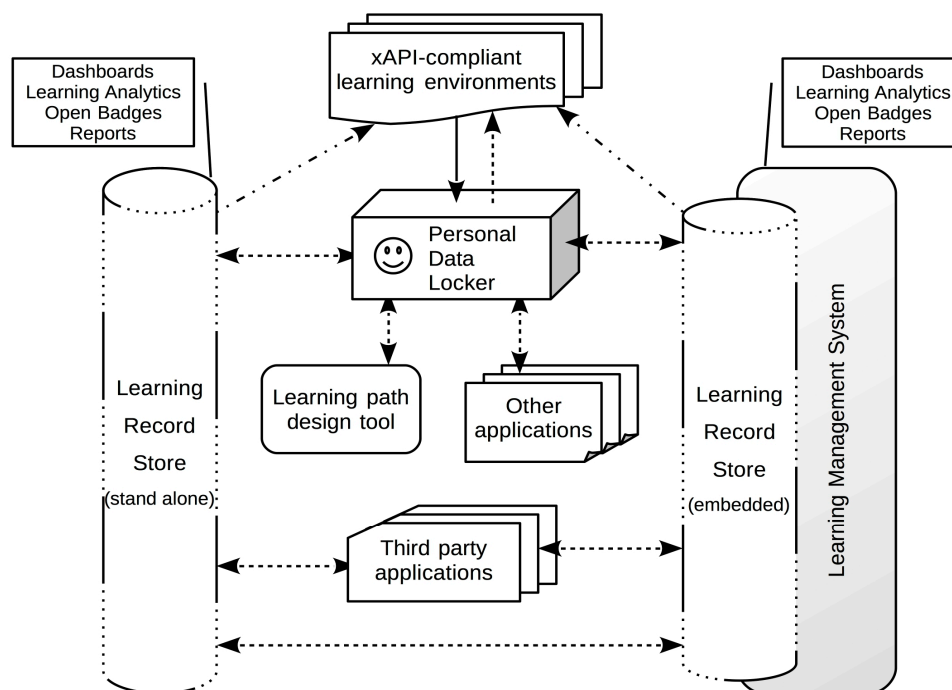 xAPI-compliant
learning environments
Dashboards
Learning Analytics
Open Badges
Reports
Dashboards
Learning Analytics
Open Badges
Reports
Personal
Data
Locker
Learning path
design tool
Other
applications
Learning
Record
Store
(stand alone)
Learning
Record
Store
(embedded)
Learning Management System
Third party
applications